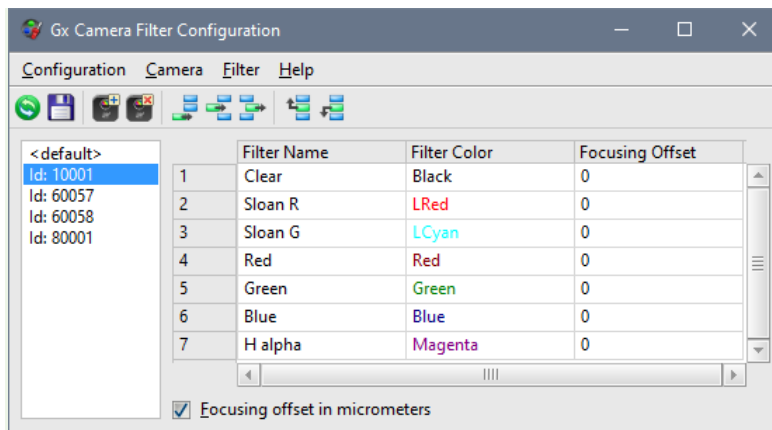 Gx Camera Filter Configuration
Configuration Camera Filter Help
<default>
Id: 10001
Id: 60057
Id: 60058
Id: 80001
Filter Name Filter Color Focusing Offset
1 Clear Black 0
2 Sloan R LRed 0
3 Sloan G LCyan 0
4 Red Red 0
5 Green Green 0
6 Blue Blue 0
7 H alpha Magenta 0
Focusing offset in micrometers